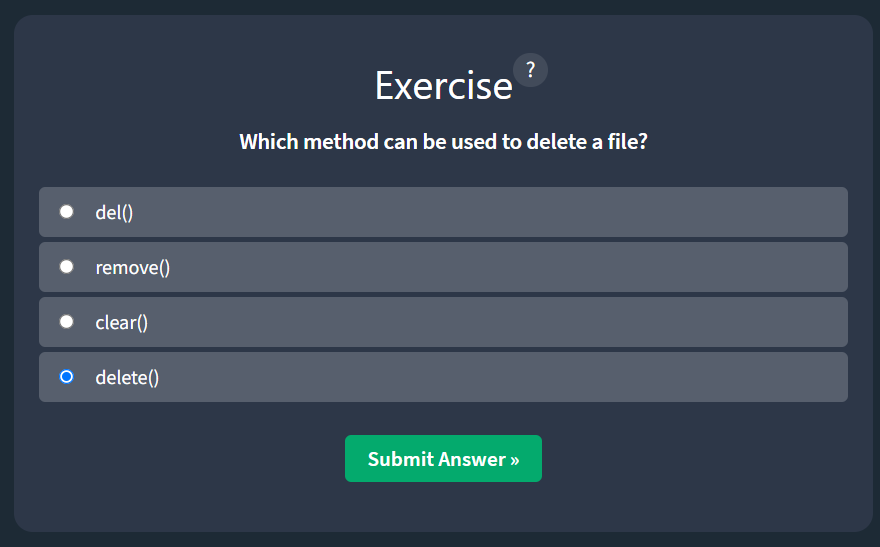 Exercise
?
Which method can be used to delete a file?
del()
remove()
clear()
delete()
Submit Answer »